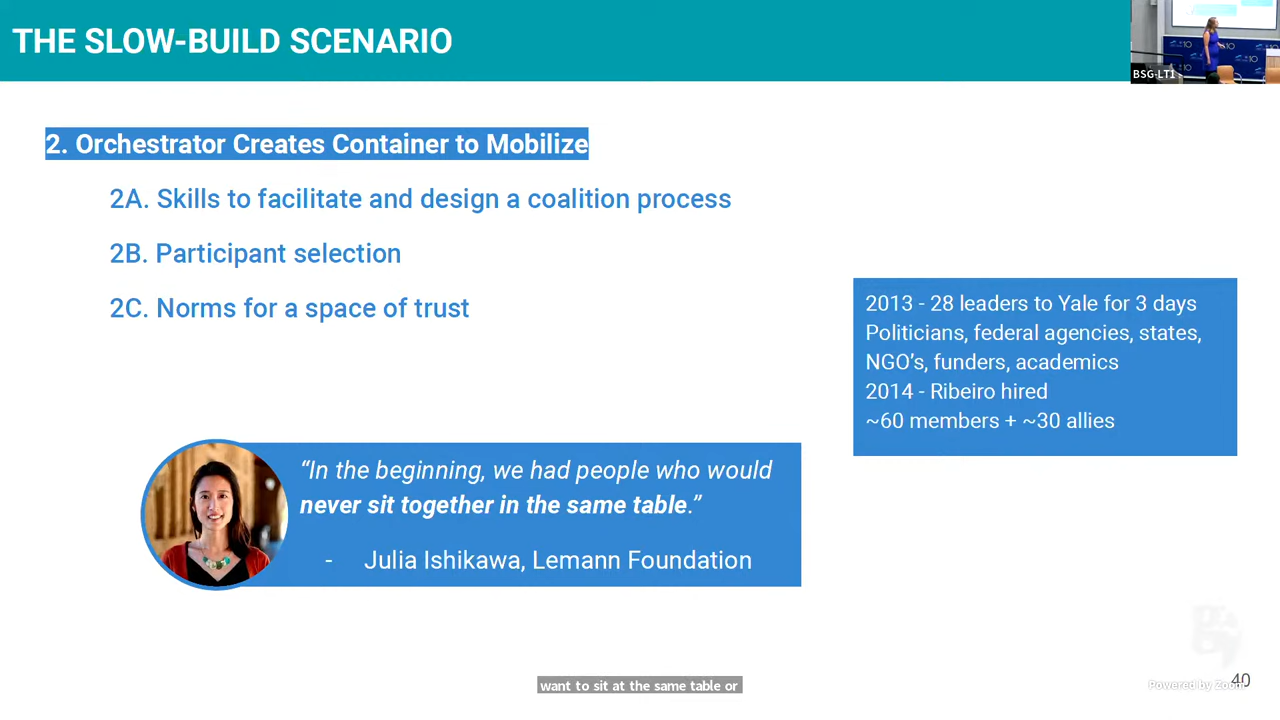 THE SLOW-BUILD SCENARIO
BSG-LT1
2. Orchestrator Creates Container to Mobilize
2A. Skills to facilitate and design a coalition process
2B. Participant selection
2C. Norms for a space of trust
2013 - 28 leaders to Yale for 3 days
Politicians, federal agencies, states,
NGO’s, funders, academics
2014 - Ribeiro hired
~60 members + ~30 allies
“In the beginning, we had people who would
never sit together in the same table.”
- Julia Ishikawa, Lemann Foundation
want to sit at the same table or
Powered by Zoom
40